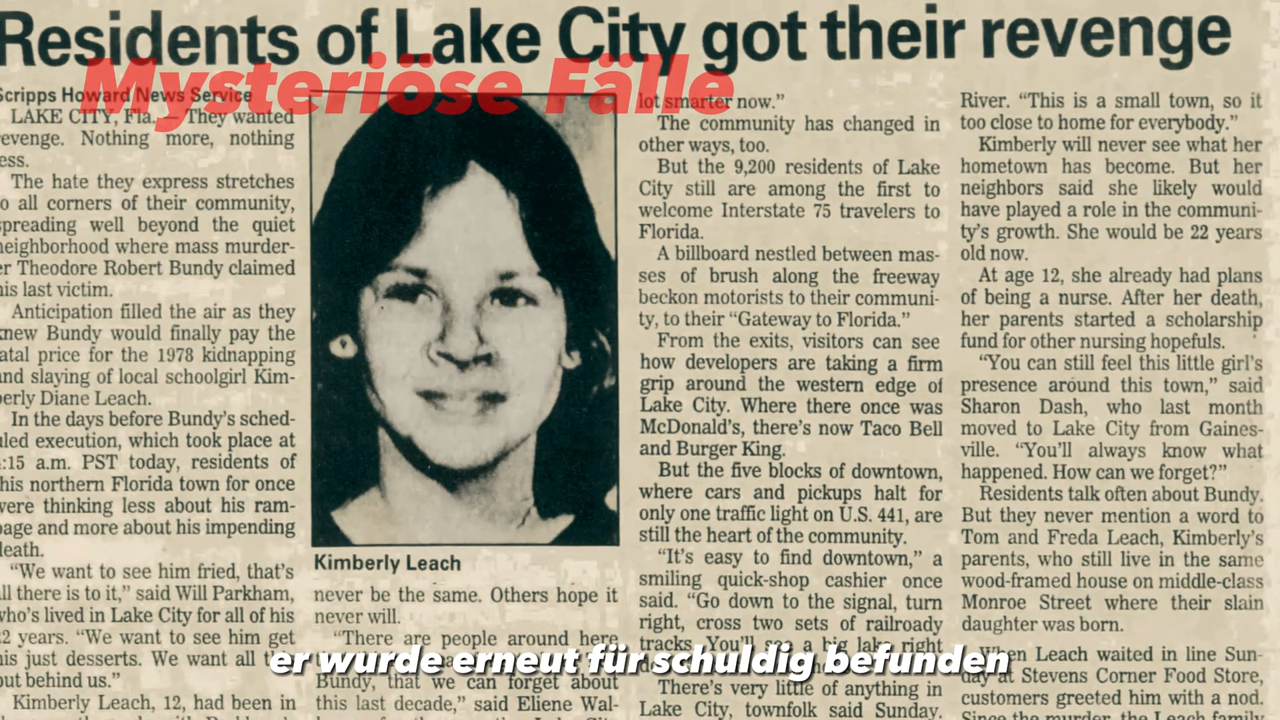 Residents of Lake City got their revenge
Mysteriöse Fälle
Scripps Howard News Service
LAKE CITY, Fla. — They wanted
revenge. Nothing more, nothing
ess.
The hate they express stretches
o all corners of their community,
spreading well beyond the quiet
neighborhood where mass murder-
er Theodore Robert Bundy claimed
his last victim.
Anticipation filled the air as they
knew Bundy would finally pay the
atal price for the 1978 kidnapping
and slaying of local schoolgirl Kim-
berly Diane Leach.
In the days before Bundy's sched-
uled execution, which took place at
:15 a.m. PST today, residents of
his northern Florida town for once
were thinking less about his ram-
page and more about his impending
death.
"We want to see him fried, that's
all there is to it," said Will Parkham,
who's lived in Lake City for all of his
22 years. "We want to see him get
his just desserts. We want all
out behind us."
Kimberly Leach, 12, had been in
Kimberly Leach
never be the same. Others hope it
never will.
"There are people around here
Bundy, that we can forget about
this last decade," said Eliene Wal-
lot smarter now."
The community has changed in
other ways, too.
But the 9,200 residents of Lake
City still are among the first to
welcome Interstate 75 travelers to
Florida.
A billboard nestled between mas-
ses of brush along the freeway
beckon motorists to their communi-
ty, to their "Gateway to Florida."
From the exits, visitors can see
how developers are taking a firm
grip around the western edge of
Lake City. Where there once was
McDonald's, there's now Taco Bell
and Burger King.
But the five blocks of downtown,
where cars and pickups halt for
only one traffic light on U.S. 441, are
still the heart of the community.
"It's easy to find downtown," a
smiling quick-shop cashier once
said. "Go down to the signal, turn
right, cross two sets of railroady
tracks. You'll see a big lake right
There's very little of anything in
Lake City, townfolk said Sunday.
River. "This is a small town, so it
too close to home for everybody."
Kimberly will never see what her
hometown has become. But her
neighbors said she likely would
have played a role in the communi-
ty's growth. She would be 22 years
old now.
At age 12, she already had plans
of being a nurse. After her death,
her parents started a scholarship
fund for other nursing hopefuls.
"You can still feel this little girl's
presence around this town," said
Sharon Dash, who last month
moved to Lake City from Gaines-
ville. "You'll always know what
happened. How can we forget?"
Residents talk often about Bundy.
But they never mention a word to
Tom and Freda Leach, Kimberly's
parents, who still live in the same
wood-framed house on middle-class
Monroe Street where their slain
daughter was born.
When Leach waited in line Sun-
day at Stevens Corner Food Store,
customers greeted him with a nod.
Since the murder, the Leach family
er wurde erneut für schuldig befunden